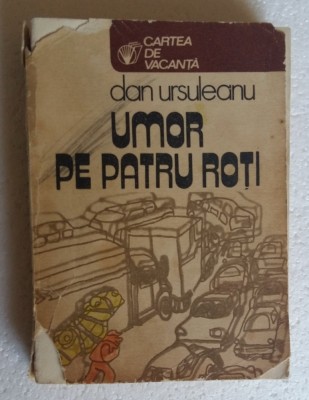 CARTEA
DE
VACANȚĂ
dan ursuleanu
UMOR
PE PATRU ROȚI